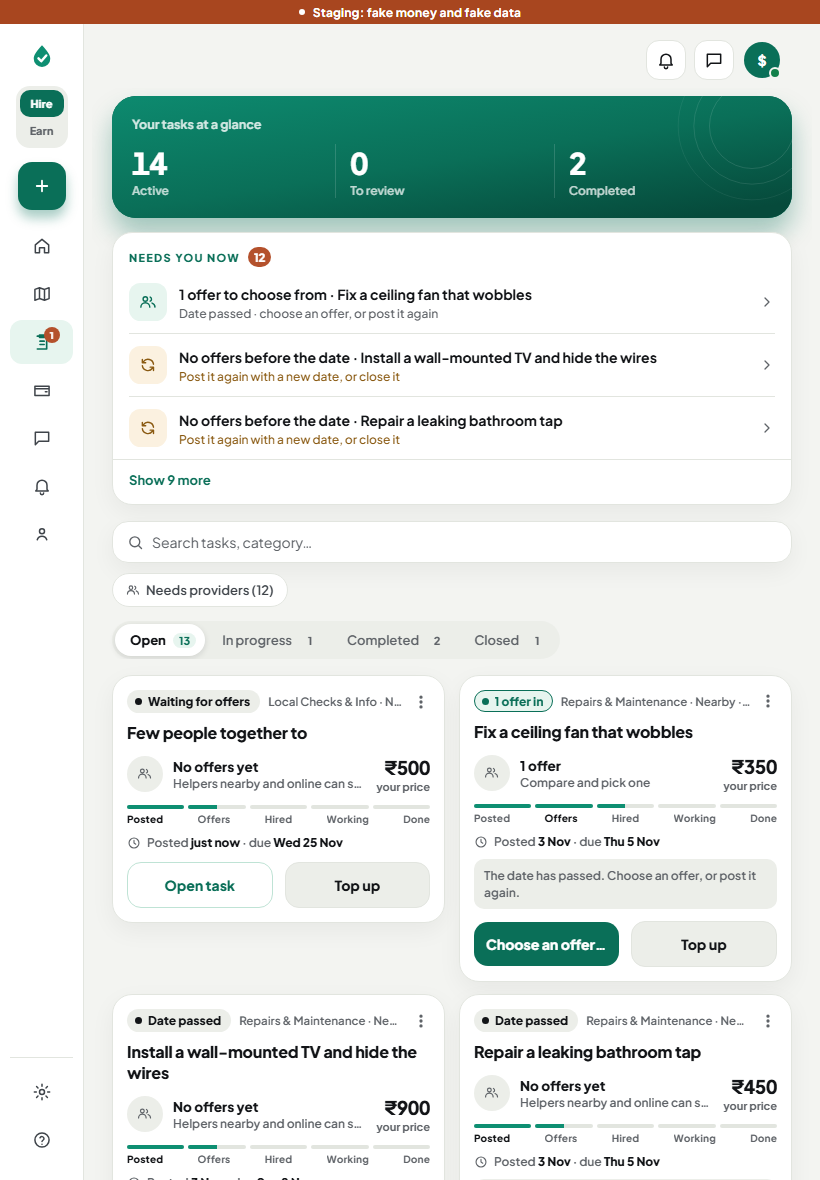 Staging: fake money and fake data
$
Hire
Earn
Your tasks at a glance
14
Active
0
To review
2
Completed
NEEDS YOU NOW 12
1 offer to choose from · Fix a ceiling fan that wobbles
Date passed · choose an offer, or post it again
No offers before the date · Install a wall-mounted TV and hide the wires
Post it again with a new date, or close it
1
No offers before the date · Repair a leaking bathroom tap
Post it again with a new date, or close it
Show 9 more
Search tasks, category…
Needs providers (12)
Open 13 In progress 1 Completed 2 Closed 1
Waiting for offers Local Checks & Info · N…
Few people together to
No offers yet
Helpers nearby and online can s…
₹500
your price
Posted Offers Hired Working Done
Posted just now · due Wed 25 Nov
Open task Top up
1 offer in Repairs & Maintenance · Nearby ·…
Fix a ceiling fan that wobbles
1 offer
Compare and pick one
₹350
your price
Posted Offers Hired Working Done
Posted 3 Nov · due Thu 5 Nov
The date has passed. Choose an offer, or post it
again.
Choose an offer… Top up
Date passed Repairs & Maintenance · Ne…
Install a wall-mounted TV and hide the
wires
No offers yet
Helpers nearby and online can s…
₹900
your price
Posted Offers Hired Working Done
Date passed Repairs & Maintenance · Ne…
Repair a leaking bathroom tap
No offers yet
Helpers nearby and online can s…
₹450
your price
Posted Offers Hired Working Done
Posted 3 Nov · due Thu 5 Nov